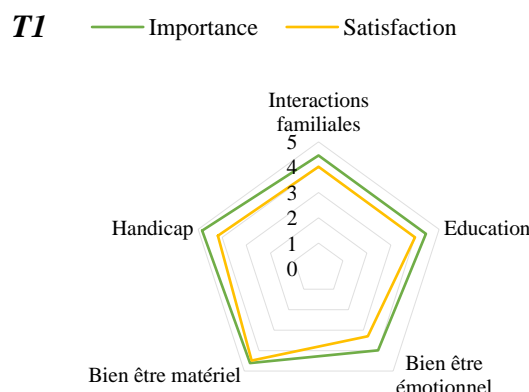 T1
Importance
Satisfaction
Interactions
familiales
5
4
3
2
1
0
Handicap
Education
Bien être matériel
Bien être
émotionnel